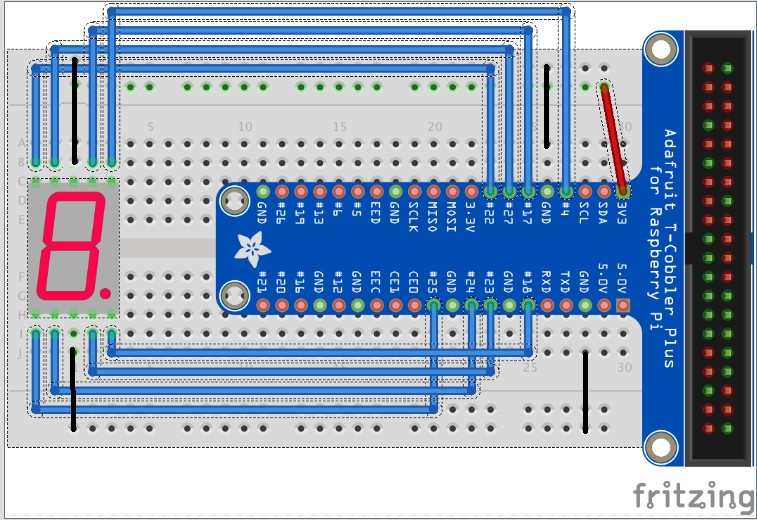 5 10 15 20 30
A
B
C
D
E
GND #26 #19 #13 #6 #5 EED GND SCLK MISO MOSI 3.3V #22 #27 #17 GND #4 SCL SDA 3V3
Adafruit T-Cobbler Plus
for Raspberry Pi
#21 #20 #16 GND #12 GND EEC CE1 CE0 #25 GND #24 #23 GND #18 RXD TXD GND 5.0V 5.0V
F
G
H
I
J
25 30
fritzing